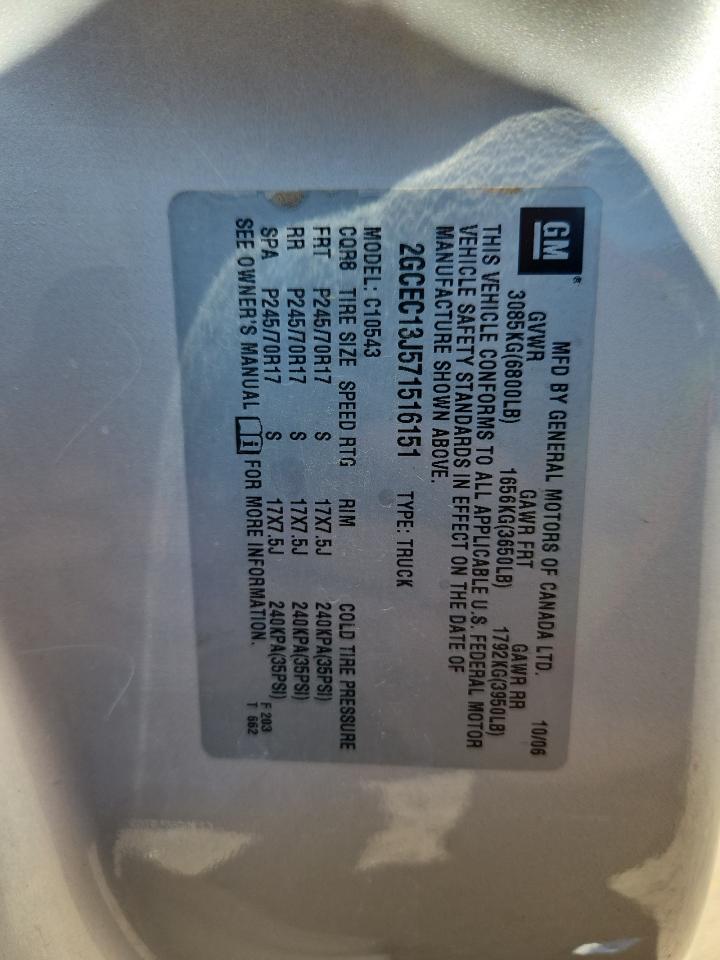 GM®
MFD BY GENERAL MOTORS OF CANADA LTD. 10/06
GVWR GAWR FRT GAWR RR
3085KG(6800LB) 1656KG(3650LB) 1792KG(3950LB)
THIS VEHICLE CONFORMS TO ALL APPLICABLE U.S. FEDERAL MOTOR
VEHICLE SAFETY STANDARDS IN EFFECT ON THE DATE OF
MANUFACTURE SHOWN ABOVE.
2GCEC13J571516151 TYPE: TRUCK
MODEL: C10543
CQR8 TIRE SIZE SPEED RTG RIM COLD TIRE PRESSURE
FRT P245/70R17 S 17X7.5J 240KPA(35PSI)
RR P245/70R17 S 17X7.5J 240KPA(35PSI)
SPA P245/70R17 S 17X7.5J 240KPA(35PSI)
SEE OWNER'S MANUAL i FOR MORE INFORMATION.
F 203
T 662